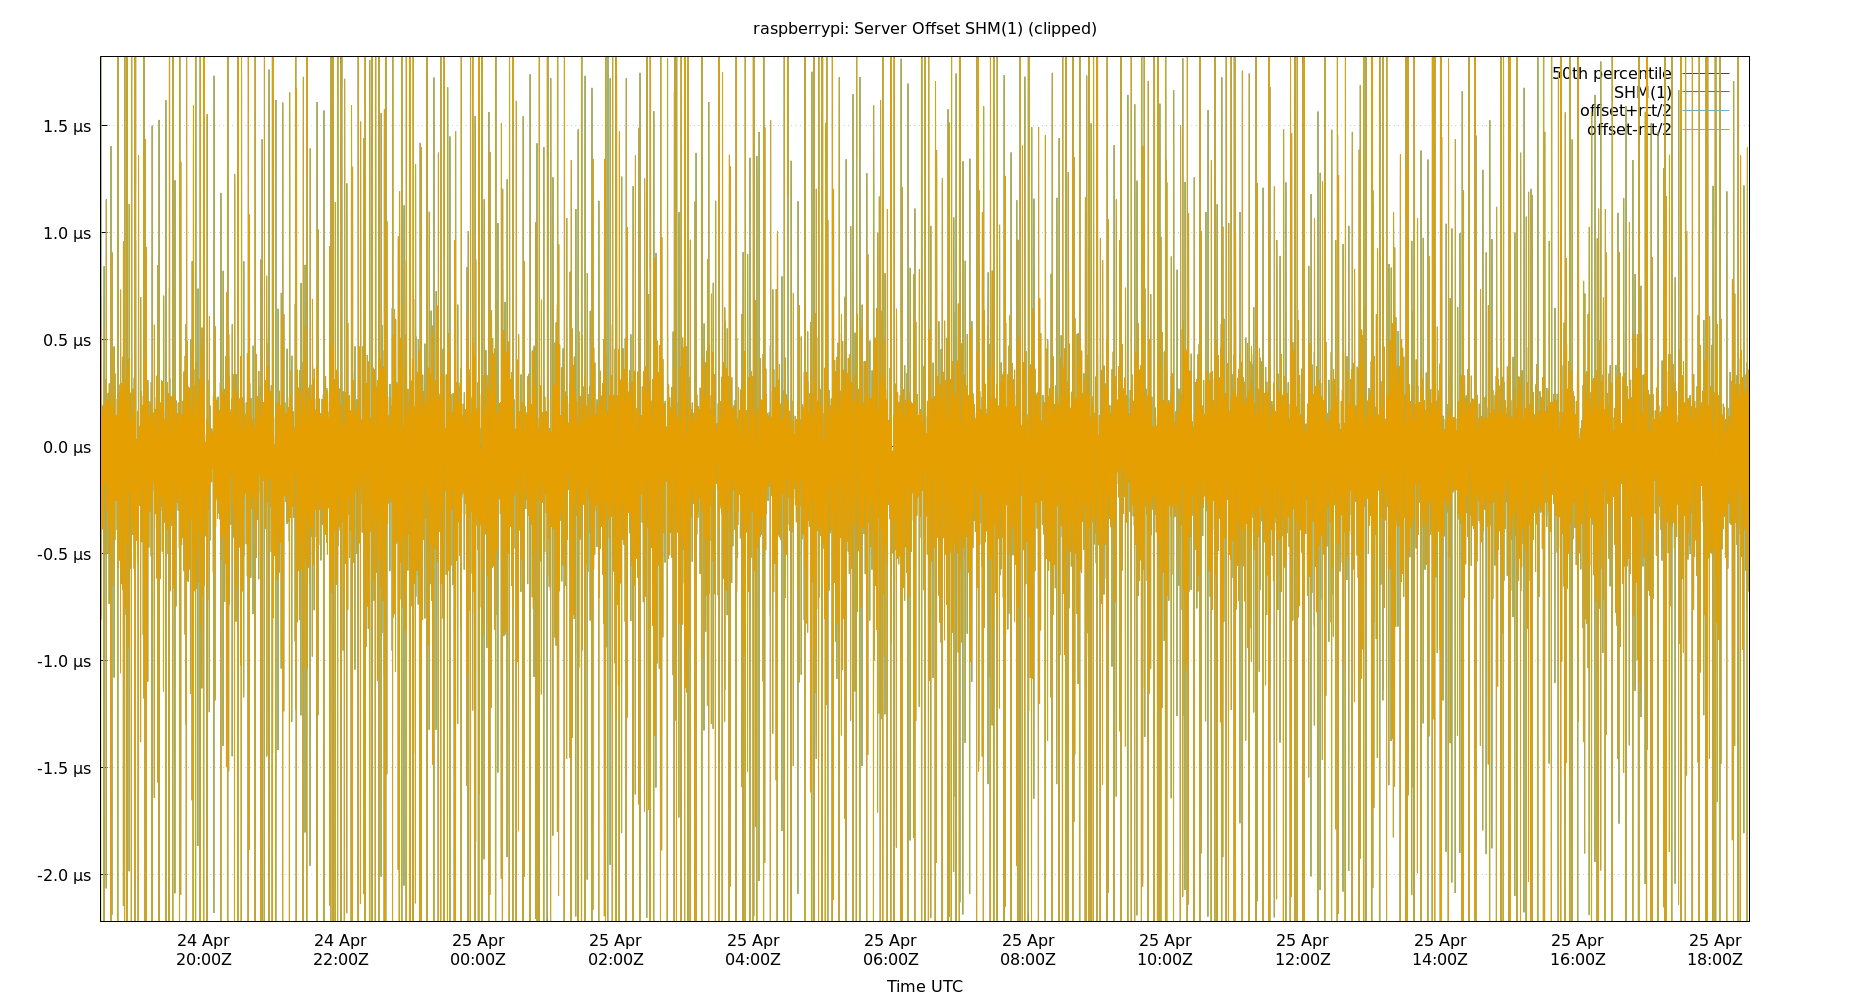 raspberrypi: Server Offset SHM(1) (clipped)
50th percentile
SHM(1)
offset+rtt/2
offset-rtt/2
1.5 µs
1.0 µs
0.5 µs
0.0 µs
-0.5 µs
-1.0 µs
-1.5 µs
-2.0 µs
24 Apr 24 Apr 25 Apr 25 Apr 25 Apr 25 Apr 25 Apr 25 Apr 25 Apr 25 Apr 25 Apr 25 Apr
20:00Z 22:00Z 00:00Z 02:00Z 04:00Z 06:00Z 08:00Z 10:00Z 12:00Z 14:00Z 16:00Z 18:00Z
Time UTC